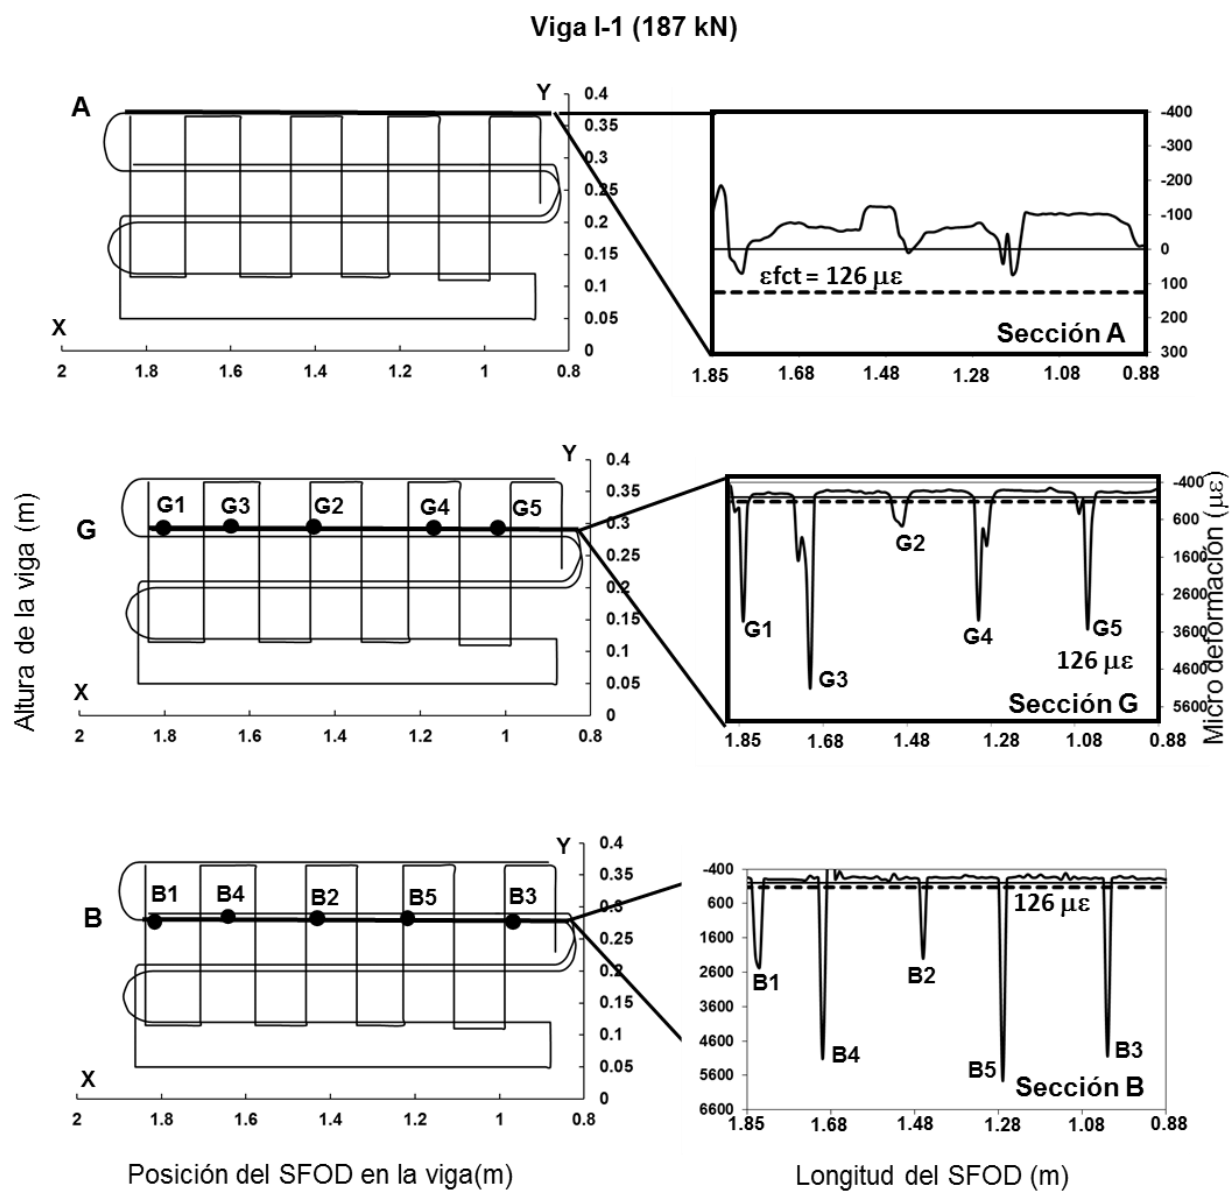 Viga I-1 (187 kN)
A
Y
0.4
0.35
0.3
0.25
0.2
0.15
0.1
0.05
0
X
2
1.8
1.6
1.4
1.2
1
0.8
-400
-300
-200
-100
0
100
200
300
εfct = 126 με
Sección A
1.85
1.68
1.48
1.28
1.08
0.88
Altura de la viga (m)
G
Y
G1
G3
G2
G4
G5
0.4
0.35
0.3
0.25
0.2
0.15
0.1
0.05
0
X
2
1.8
1.6
1.4
1.2
1
0.8
-400
600
1600
2600
3600
4600
5600
G1
G3
G2
G4
G5
126 με
Sección G
1.85
1.68
1.48
1.28
1.08
0.88
Micro deformación (με)
B
Y
B1
B4
B2
B5
B3
0.4
0.35
0.3
0.25
0.2
0.15
0.1
0.05
0
X
2
1.8
1.6
1.4
1.2
1
0.8
-400
600
1600
2600
3600
4600
5600
6600
126 με
B1
B4
B2
B5
B3
Sección B
1.85
1.68
1.48
1.28
1.08
0.88
Posición del SFOD en la viga(m)
Longitud del SFOD (m)